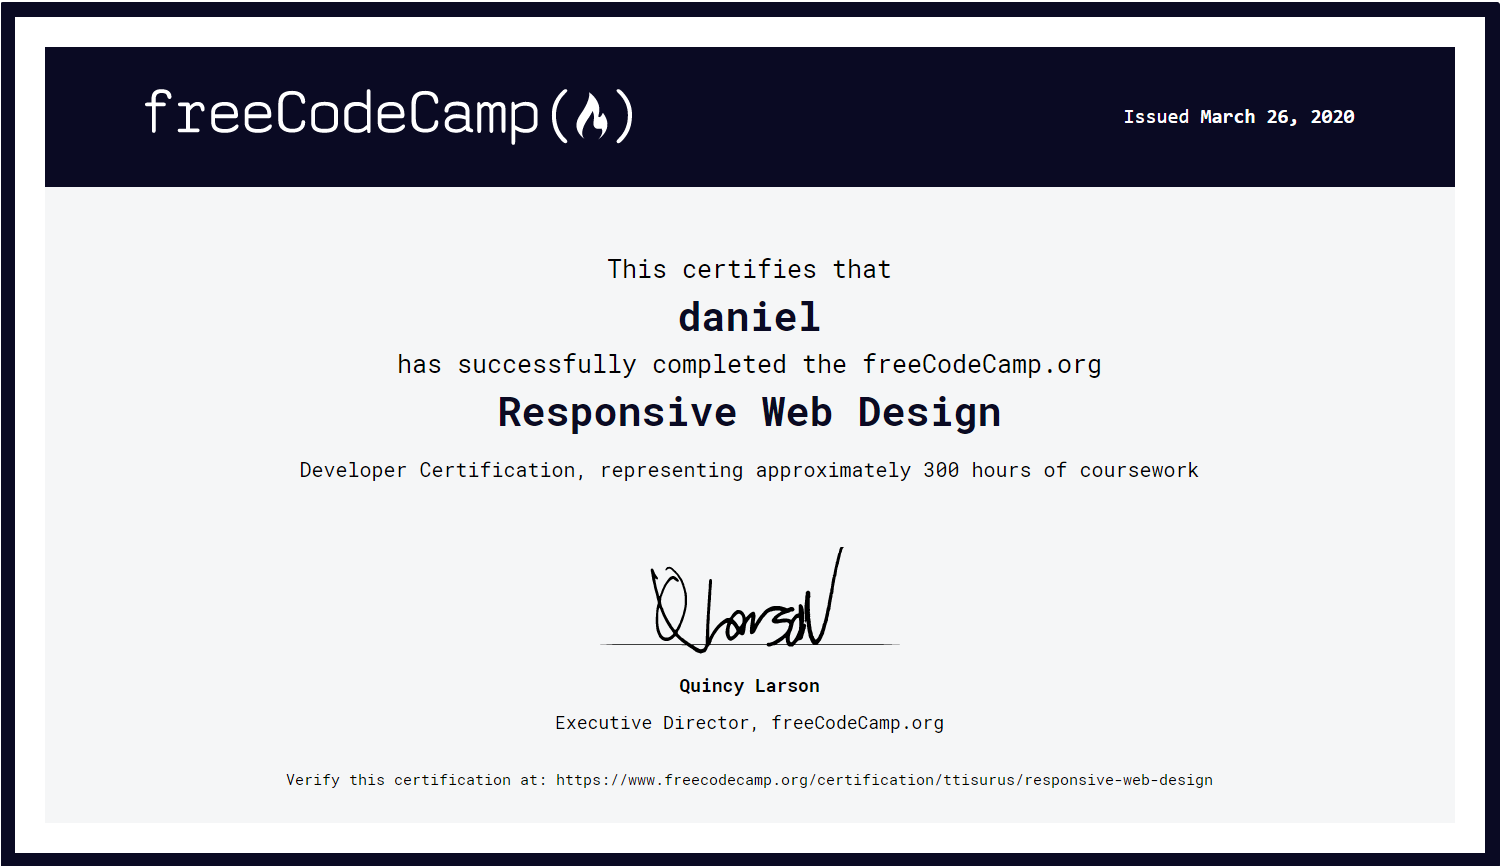 freeCodeCamp
Issued March 26, 2020
This certifies that
daniel
has successfully completed the freeCodeCamp.org
Responsive Web Design
Developer Certification, representing approximately 300 hours of coursework
Q Larson
Quincy Larson
Executive Director, freeCodeCamp.org
Verify this certification at: https://www.freecodecamp.org/certification/ttisurus/responsive-web-design